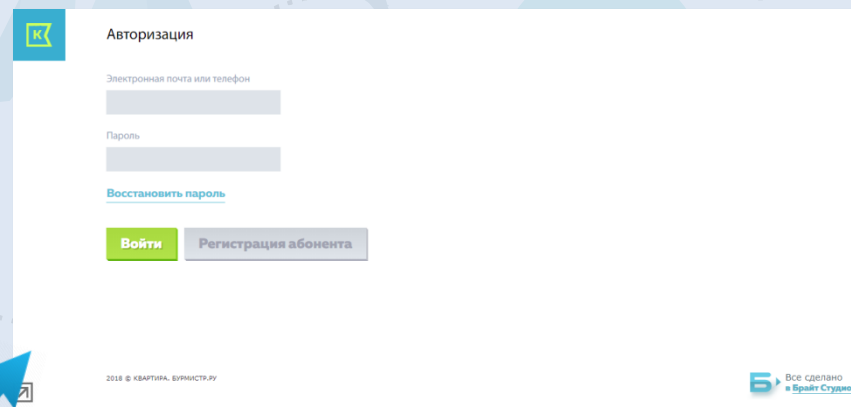 К
Авторизация
Электронная почта или телефон
Пароль
Восстановить пароль
Войти
Регистрация абонента
2018 © КВАРТИРА. БУРМИСТР.РУ
Б
Все сделано
в Брайт Студио